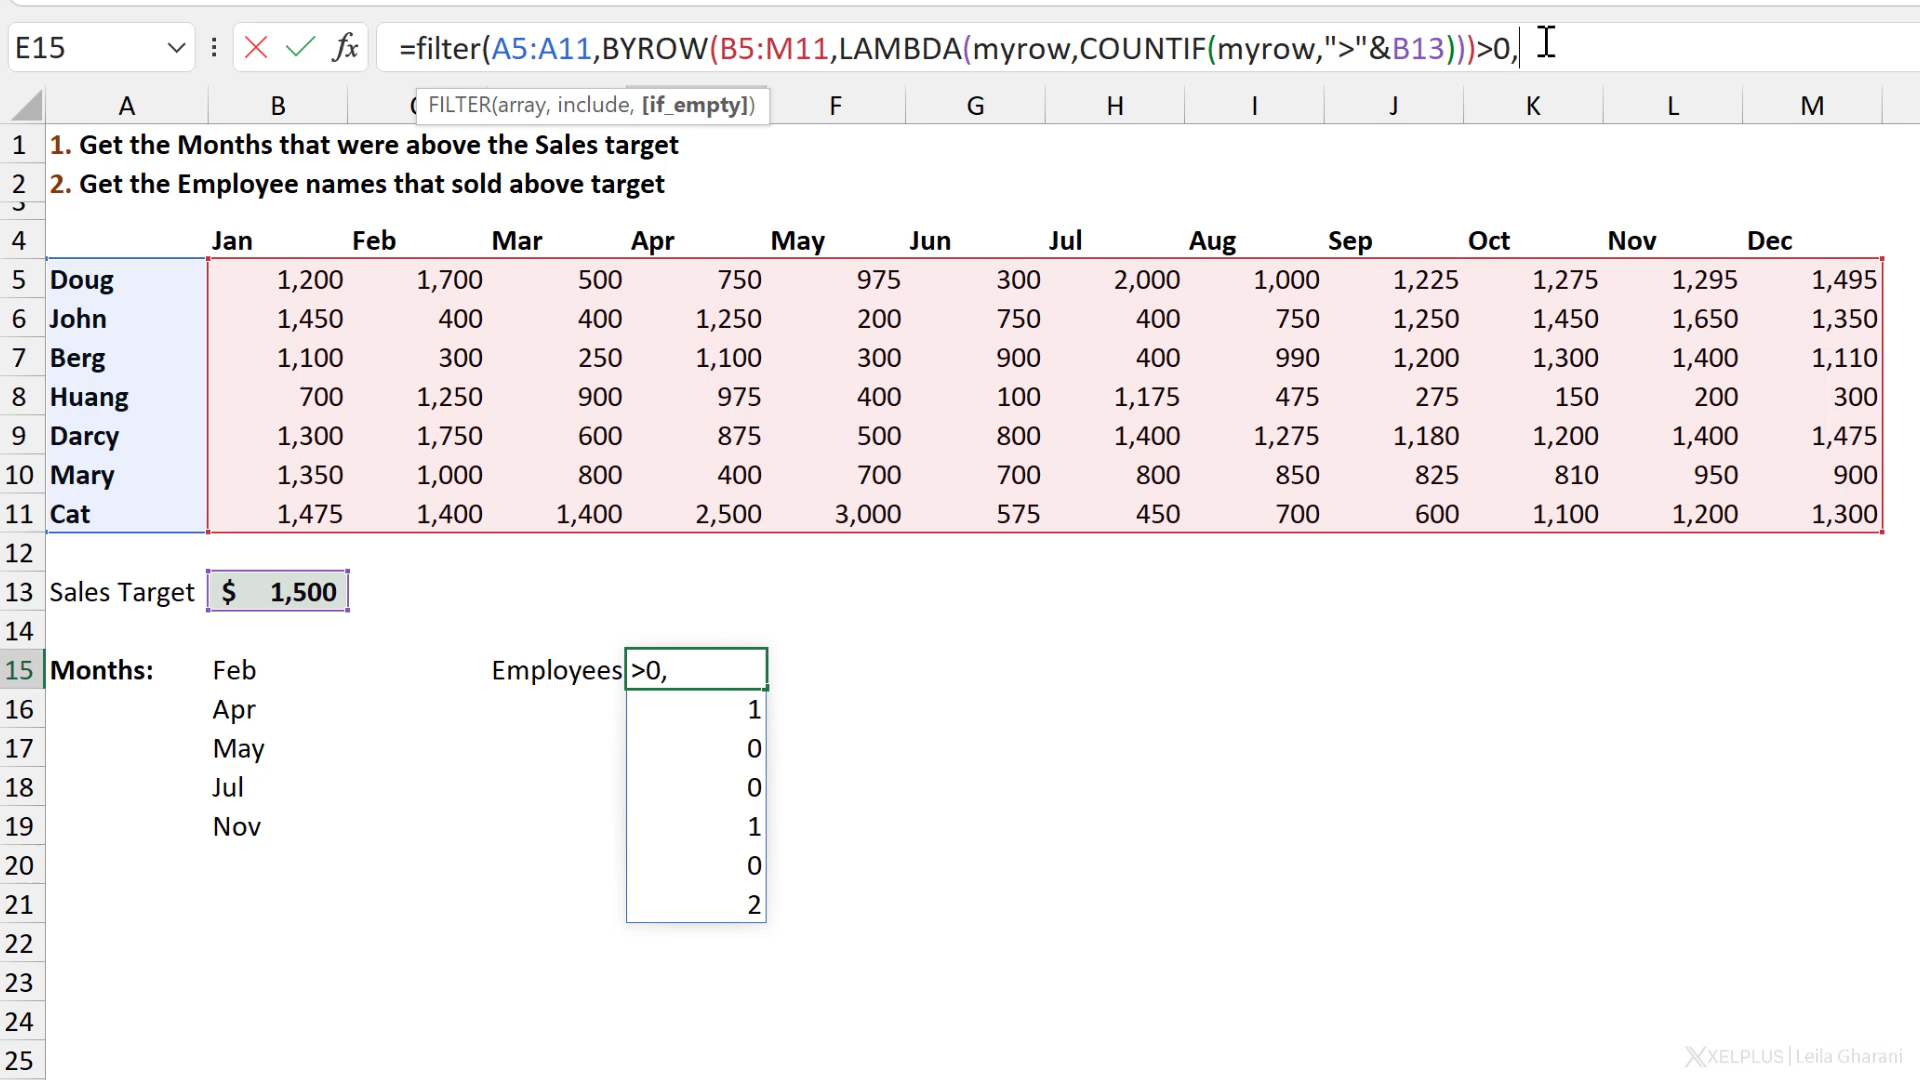 E15 fx =filter(A5:A11,BYROW(B5:M11,LAMBDA(myrow,COUNTIF(myrow,">"&B13)))>0,
FILTER(array, include, [if_empty])
A B C F G H I J K L M
1 1. Get the Months that were above the Sales target
2 2. Get the Employee names that sold above target
3
4 Jan Feb Mar Apr May Jun Jul Aug Sep Oct Nov Dec
5 Doug 1,200 1,700 500 750 975 300 2,000 1,000 1,225 1,275 1,295 1,495
6 John 1,450 400 400 1,250 200 750 400 750 1,250 1,450 1,650 1,350
7 Berg 1,100 300 250 1,100 300 900 400 990 1,200 1,300 1,400 1,110
8 Huang 700 1,250 900 975 400 100 1,175 475 275 150 200 300
9 Darcy 1,300 1,750 600 875 500 800 1,400 1,275 1,180 1,200 1,400 1,475
10 Mary 1,350 1,000 800 400 700 700 800 850 825 810 950 900
11 Cat 1,475 1,400 1,400 2,500 3,000 575 450 700 600 1,100 1,200 1,300
12
13 Sales Target $ 1,500
14
15 Months: Feb Employees >0,
16 Apr 1
17 May 0
18 Jul 0
19 Nov 1
20 0
21 2
22
23
24
25
XELPLUS | Leila Gharani